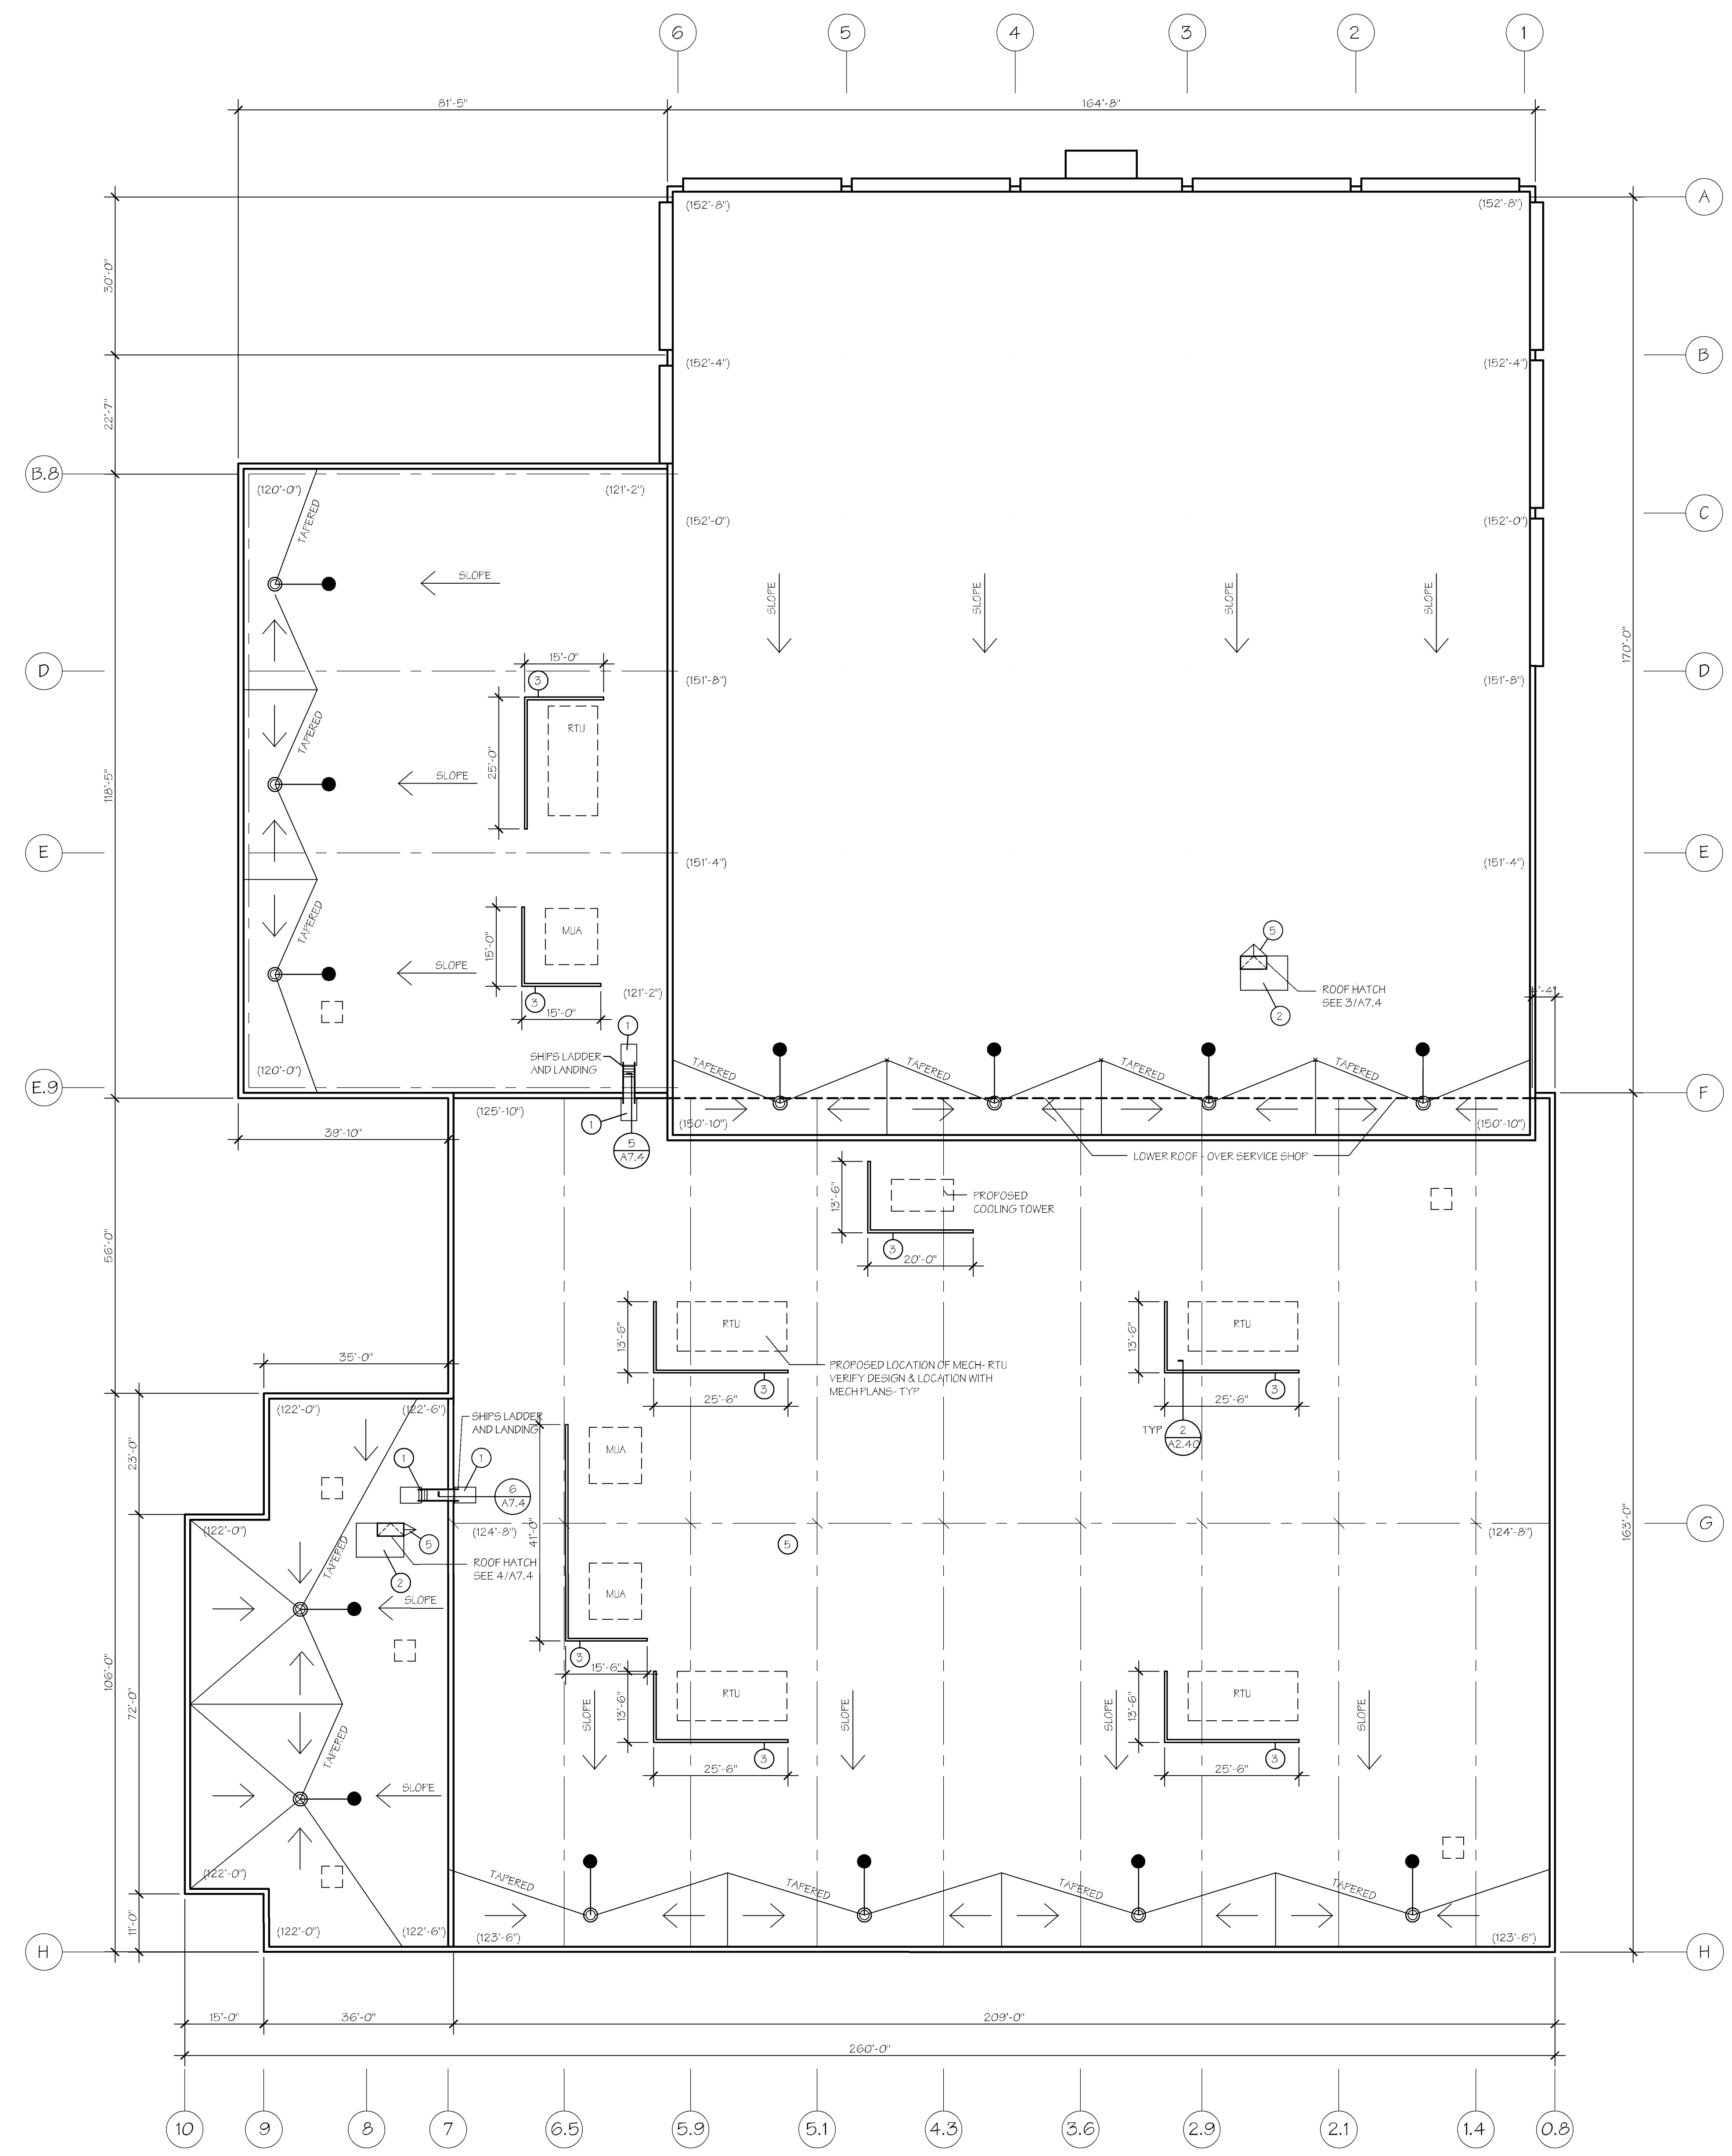 6
5
4
3
2
1
81'-5"
164'-8"
A
(152'-8")
(152'-8")
30'-0"
B
(152'-4")
(152'-4")
22'-7"
B.8
(120'-0")
(121'-2")
TAPERED
C
(152'-0")
(152'-0")
SLOPE
SLOPE
SLOPE
SLOPE
SLOPE
170'-0"
15'-0"
D
D
3
(151'-8")
(151'-8")
TAPERED
RTU
25'-0"
SLOPE
118'-5"
E
E
(151'-4")
(151'-4")
TAPERED
MUA
15'-0"
SLOPE
5
(121'-2")
3
15'-0"
ROOF HATCH
SEE 3/A7.4
2
1
SHIPS LADDER
AND LANDING
(120'-0")
TAPERED
TAPERED
TAPERED
TAPERED
E.9
F
(125'-10")
1
(150'-10")
(150'-10")
39'-10"
5
A7.4
LOWER ROOF - OVER SERVICE SHOP
13'-6"
PROPOSED
COOLING TOWER
3
20'-0"
56'-0"
13'-6"
RTU
13'-6"
RTU
35'-0"
PROPOSED LOCATION OF MECH- RTU
VERIFY DESIGN & LOCATION WITH
MECH PLANS- TYP
3
3
25'-6"
25'-6"
(122'-0")
(122'-6")
SHIPS LADDER
AND LANDING
TYP
2
A2.40
23'-0"
MUA
1
1
6
A7.4
(122'-0")
(124'-8")
41'-0"
(124'-8")
G
163'-0"
5
5
TAPERED
ROOF HATCH
SEE 4/A7.4
2
MUA
SLOPE
3
15'-6"
106'-0"
72'-0"
13'-6"
RTU
13'-6"
RTU
SLOPE
SLOPE
SLOPE
SLOPE
TAPERED
3
3
25'-6"
25'-6"
SLOPE
(122'-0")
TAPERED
TAPERED
TAPERED
TAPERED
11'-0"
(122'-0")
(122'-6")
(123'-6")
(123'-6")
H
H
15'-0"
36'-0"
209'-0"
260'-0"
10
9
8
7
6.5
5.9
5.1
4.3
3.6
2.9
2.1
1.4
0.8